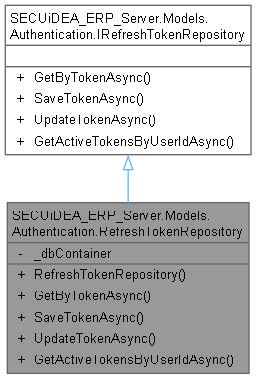 SECUiDEA_ERP_Server.Models.
Authentication.IRefreshTokenRepository
+ GetByTokenAsync()
+ SaveTokenAsync()
+ UpdateTokenAsync()
+ GetActiveTokensByUserIdAsync()
SECUiDEA_ERP_Server.Models.
Authentication.RefreshTokenRepository
- _dbContainer
+ RefreshTokenRepository()
+ GetByTokenAsync()
+ SaveTokenAsync()
+ UpdateTokenAsync()
+ GetActiveTokensByUserIdAsync()